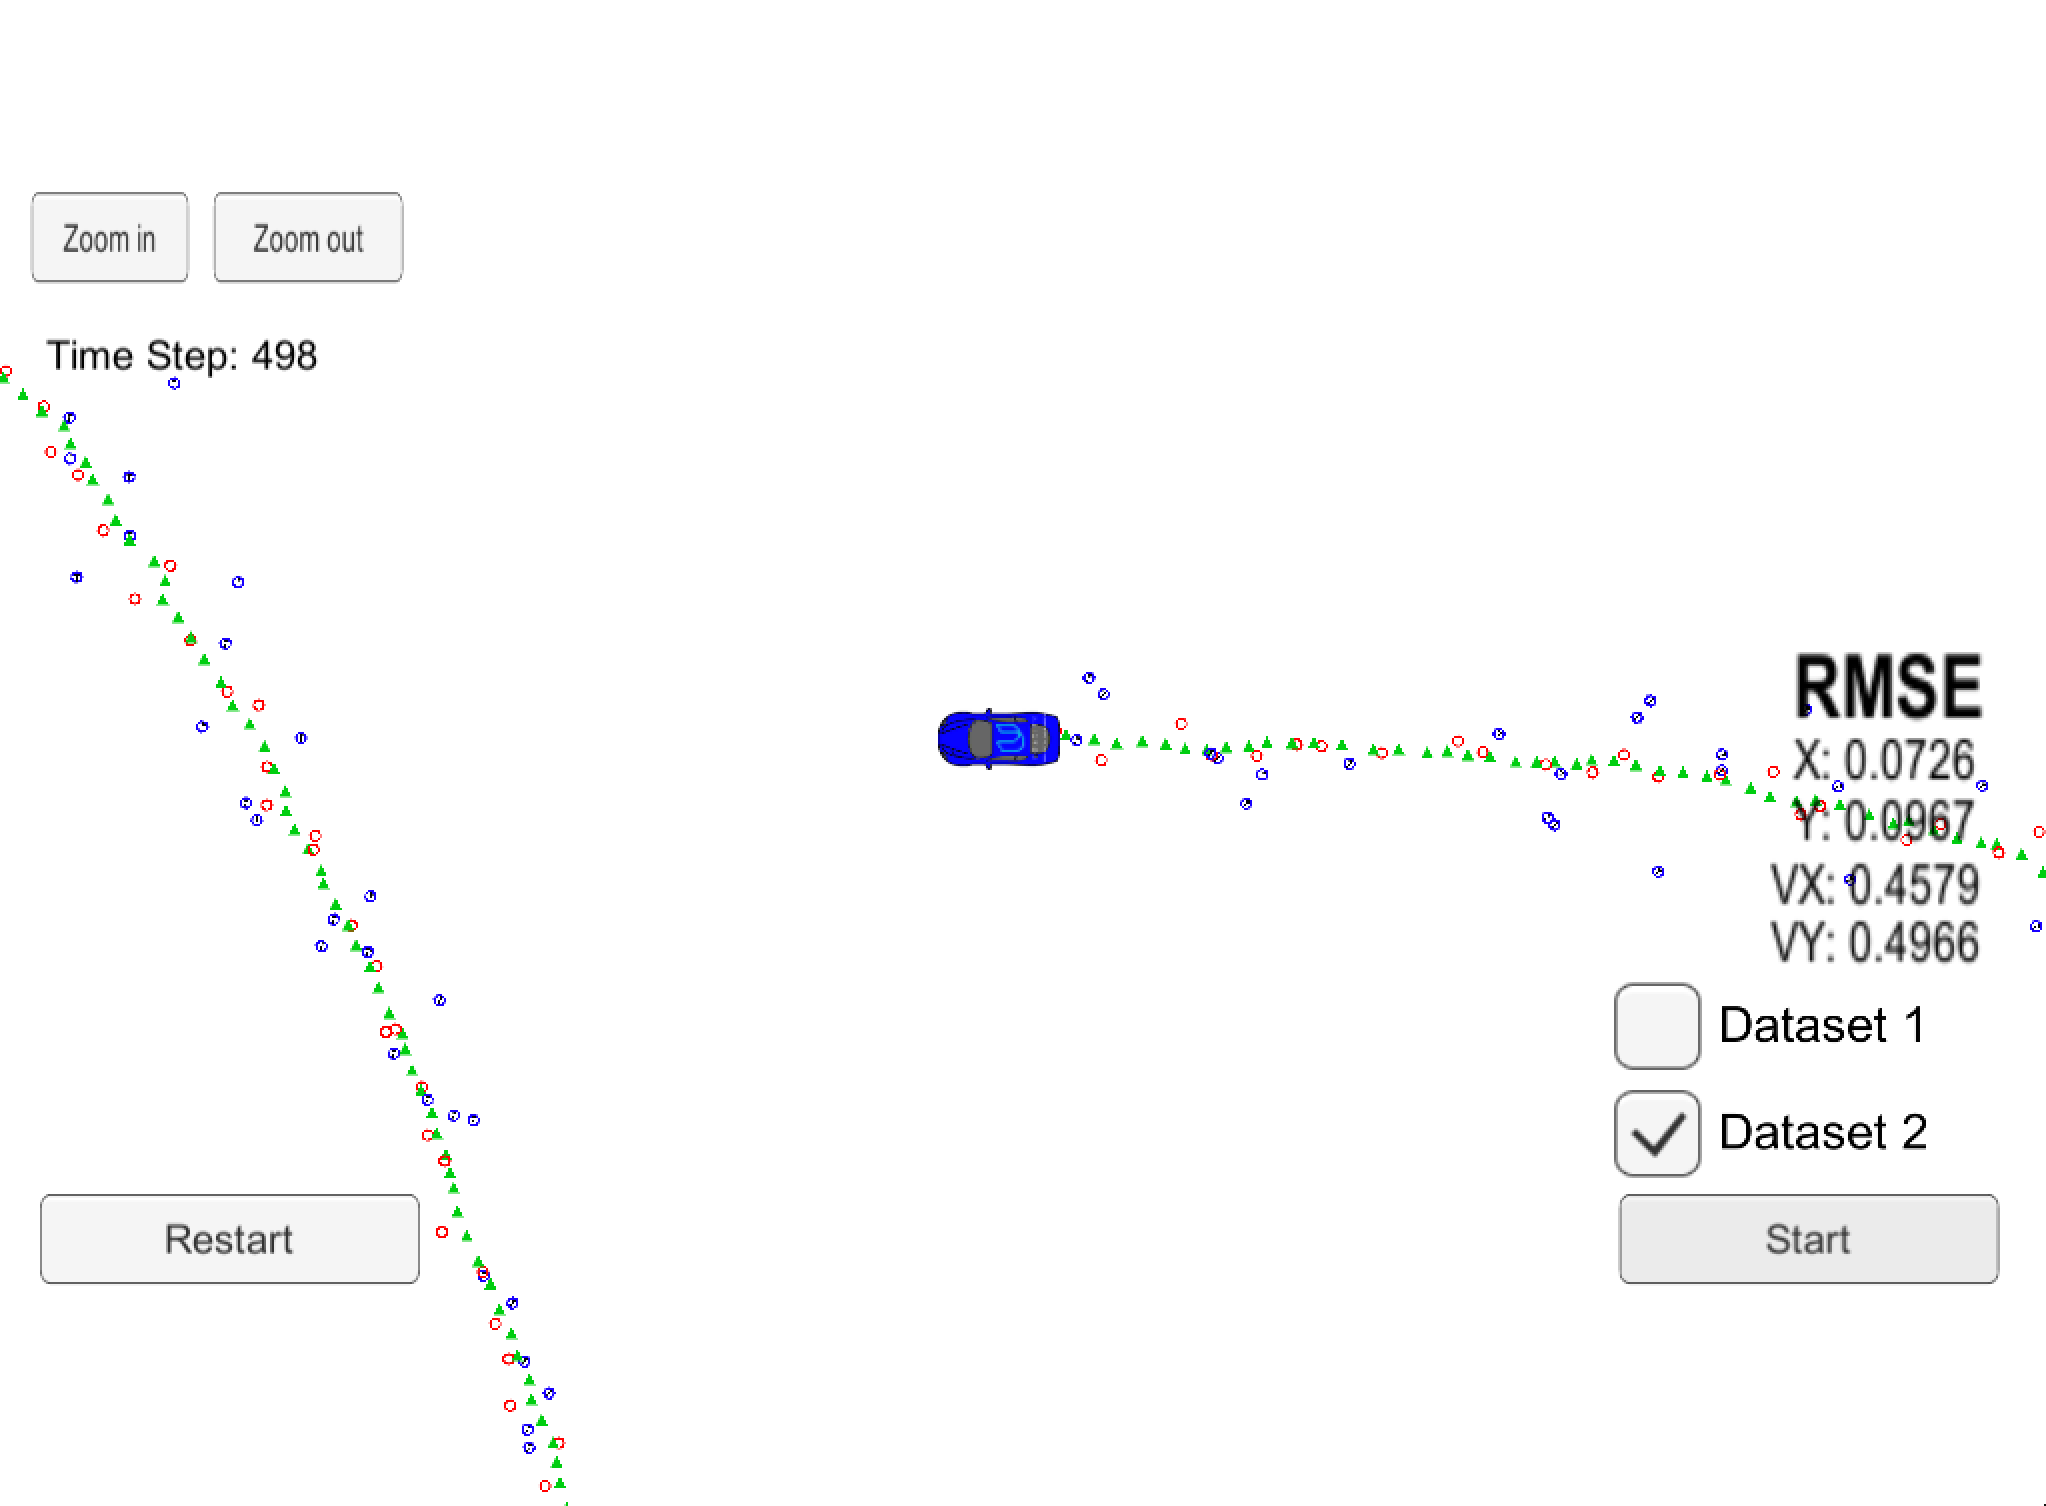 Zoom in
Zoom out
Time Step: 498
RMSE
X: 0.0726
Y: 0.0967
VX: 0.4579
VY: 0.4966
Dataset 1
Dataset 2
Restart
Start